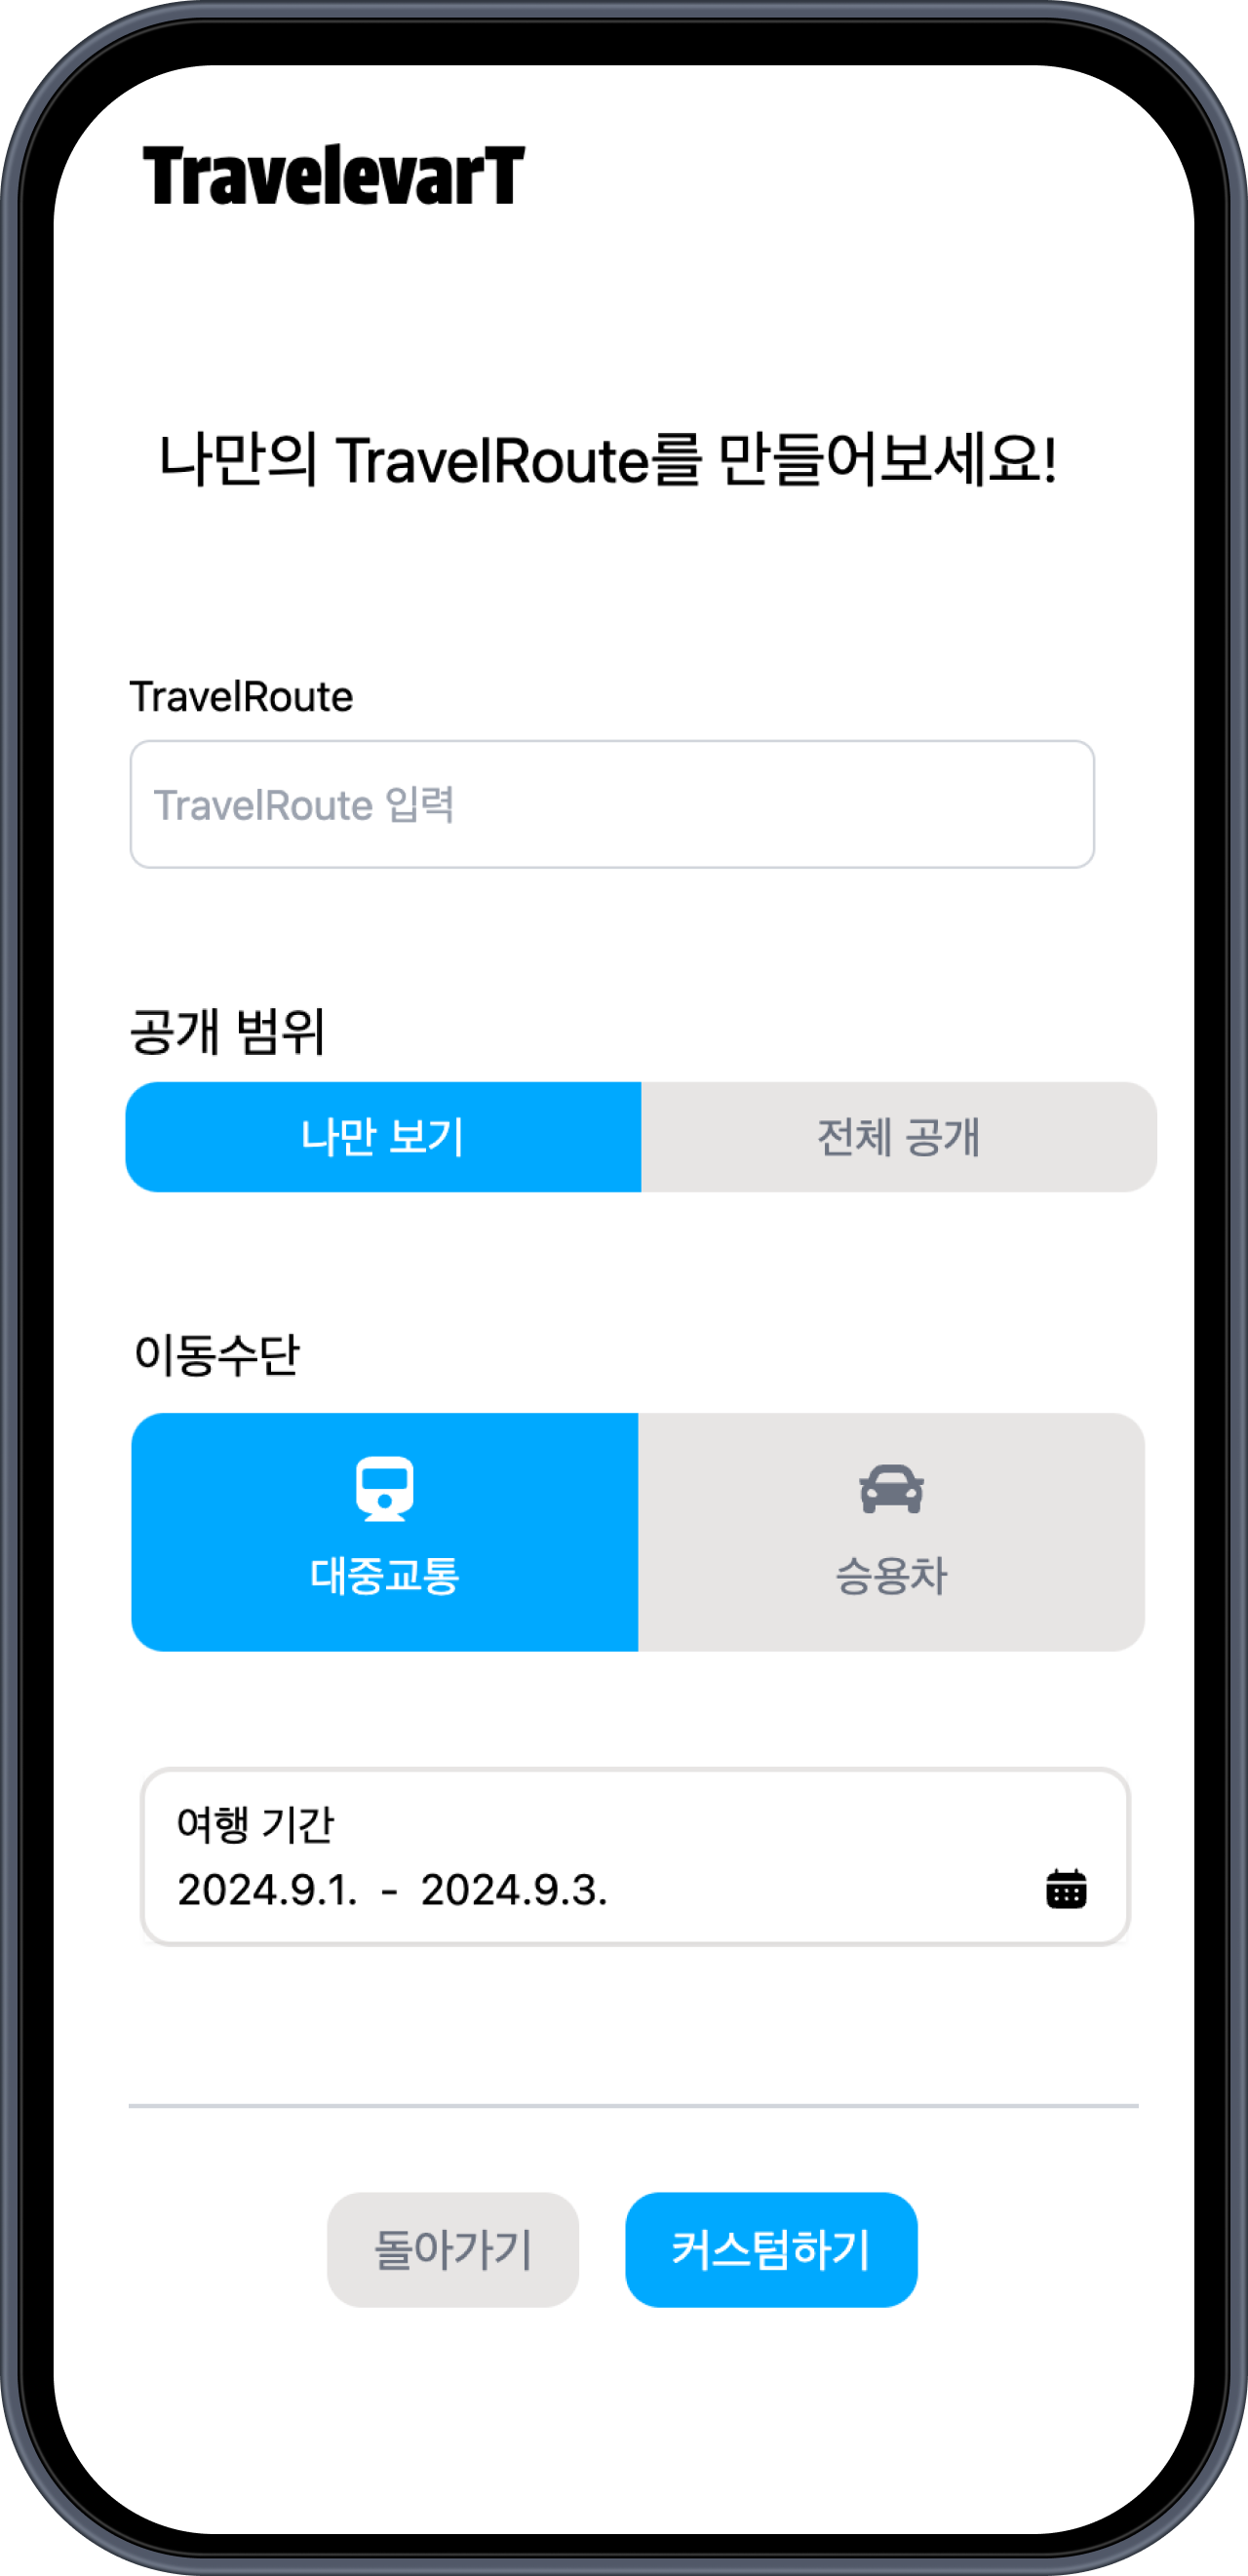 TravelevarT
나만의 TravelRoute를 만들어보세요!
TravelRoute
TravelRoute 입력
공개 범위
나만 보기 전체 공개
이동수단
대중교통 승용차
여행 기간
2024.9.1. - 2024.9.3.
돌아가기 커스텀하기